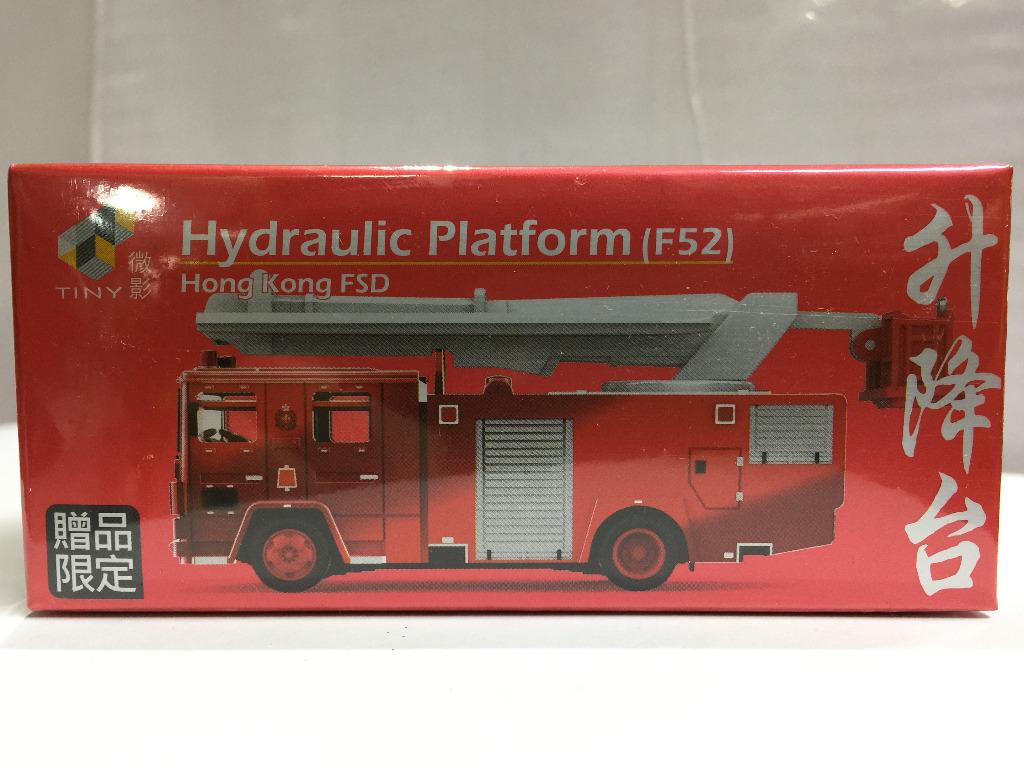 TINY 微影
Hydraulic Platform (F52)
Hong Kong FSD
升降台
贈品
限定